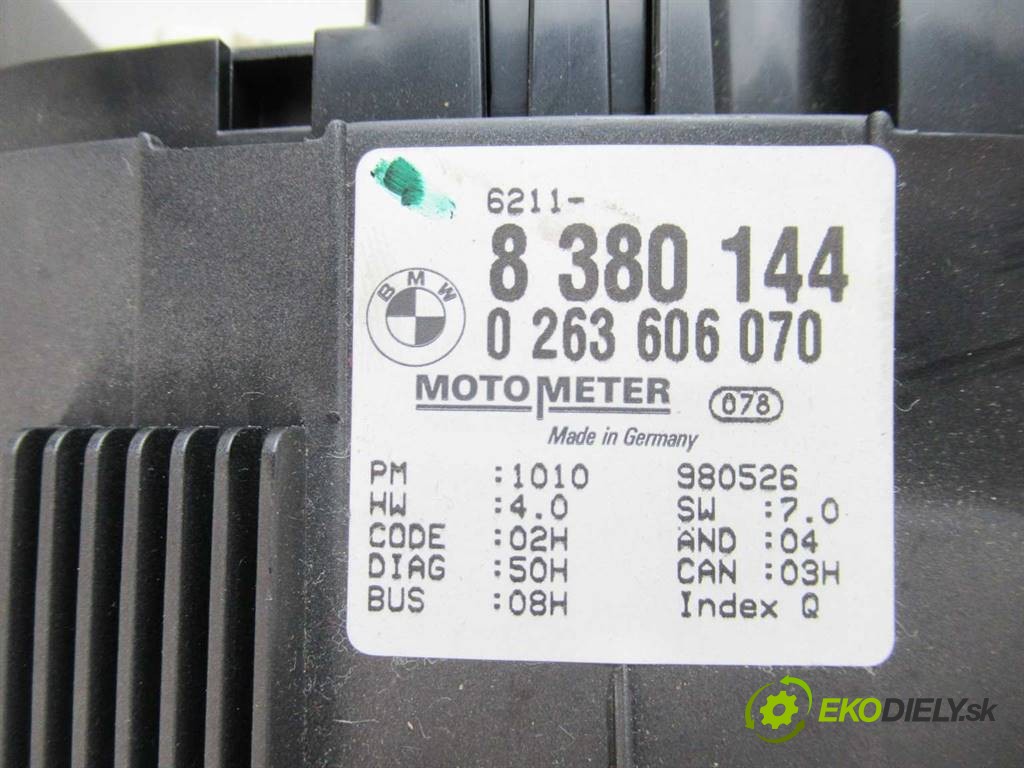 6211-
8 380 144
BMW
0 263 606 070
MOTOMETER
078
Made in Germany
PM :1010 980526
HW :4.0 SW :7.0
CODE :02H ÄND :04
DIAG :50H CAN :03H
BUS :08H Index Q
EKODIELY.sk